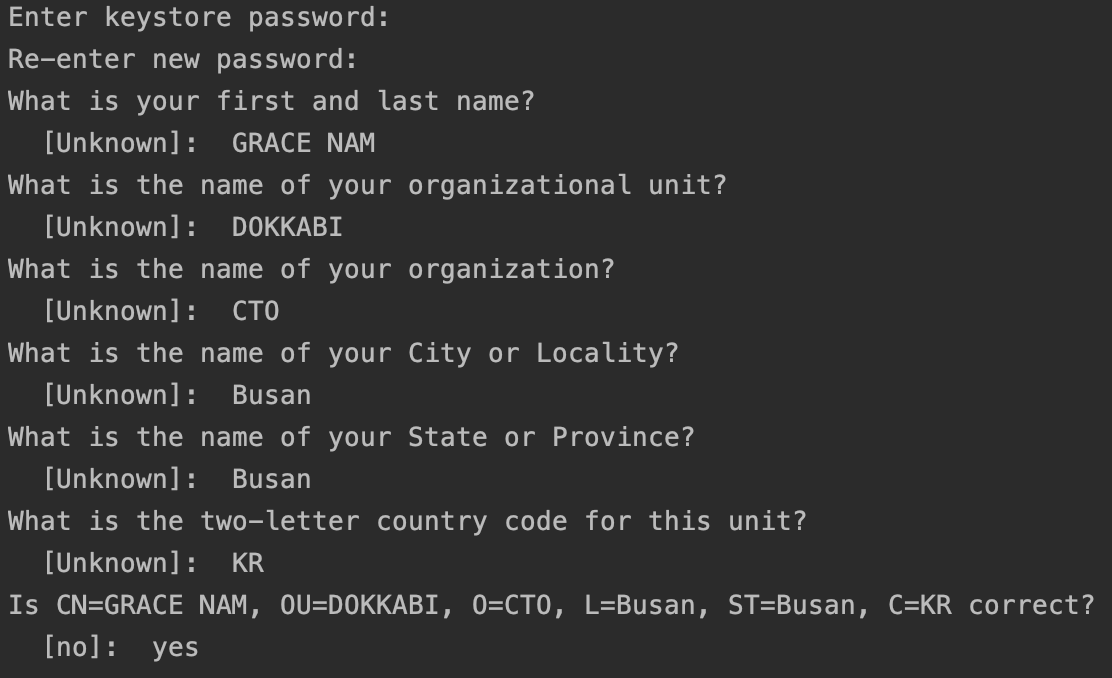 Enter keystore password:
Re-enter new password:
What is your first and last name?
  [Unknown]:  GRACE NAM
What is the name of your organizational unit?
  [Unknown]:  DOKKABI
What is the name of your organization?
  [Unknown]:  CTO
What is the name of your City or Locality?
  [Unknown]:  Busan
What is the name of your State or Province?
  [Unknown]:  Busan
What is the two-letter country code for this unit?
  [Unknown]:  KR
Is CN=GRACE NAM, OU=DOKKABI, O=CTO, L=Busan, ST=Busan, C=KR correct?
  [no]:  yes